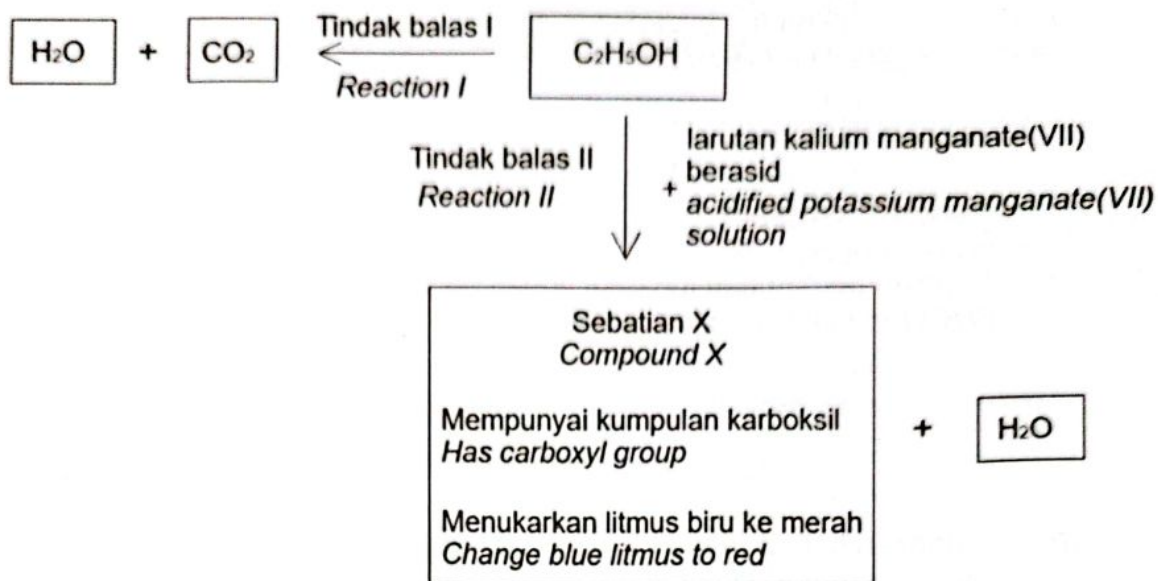 H₂O + CO₂
Tindak balas I
Reaction I
C₂H₅OH
Tindak balas II
Reaction II
+
larutan kalium manganate(VII)
berasid
acidified potassium manganate(VII)
solution
Sebatian X
Compound X
Mempunyai kumpulan karboksil
Has carboxyl group
Menukarkan litmus biru ke merah
Change blue litmus to red
+ H₂O